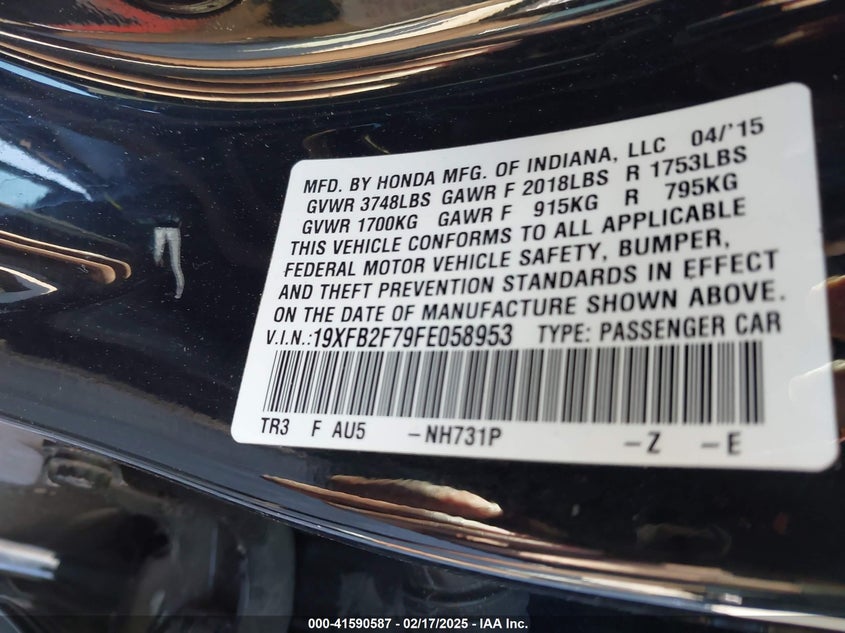 MFD. BY HONDA MFG. OF INDIANA, LLC 04/'15
GVWR 3748LBS GAWR F 2018LBS R 1753LBS
GVWR 1700KG GAWR F 915KG R 795KG
THIS VEHICLE CONFORMS TO ALL APPLICABLE
FEDERAL MOTOR VEHICLE SAFETY, BUMPER,
AND THEFT PREVENTION STANDARDS IN EFFECT
ON THE DATE OF MANUFACTURE SHOWN ABOVE.
V.I.N.:19XFB2F79FE058953 TYPE: PASSENGER CAR
TR3 F AU5 -NH731P -Z -E
000-41590587 / 02/17/2025 - IAA Inc.